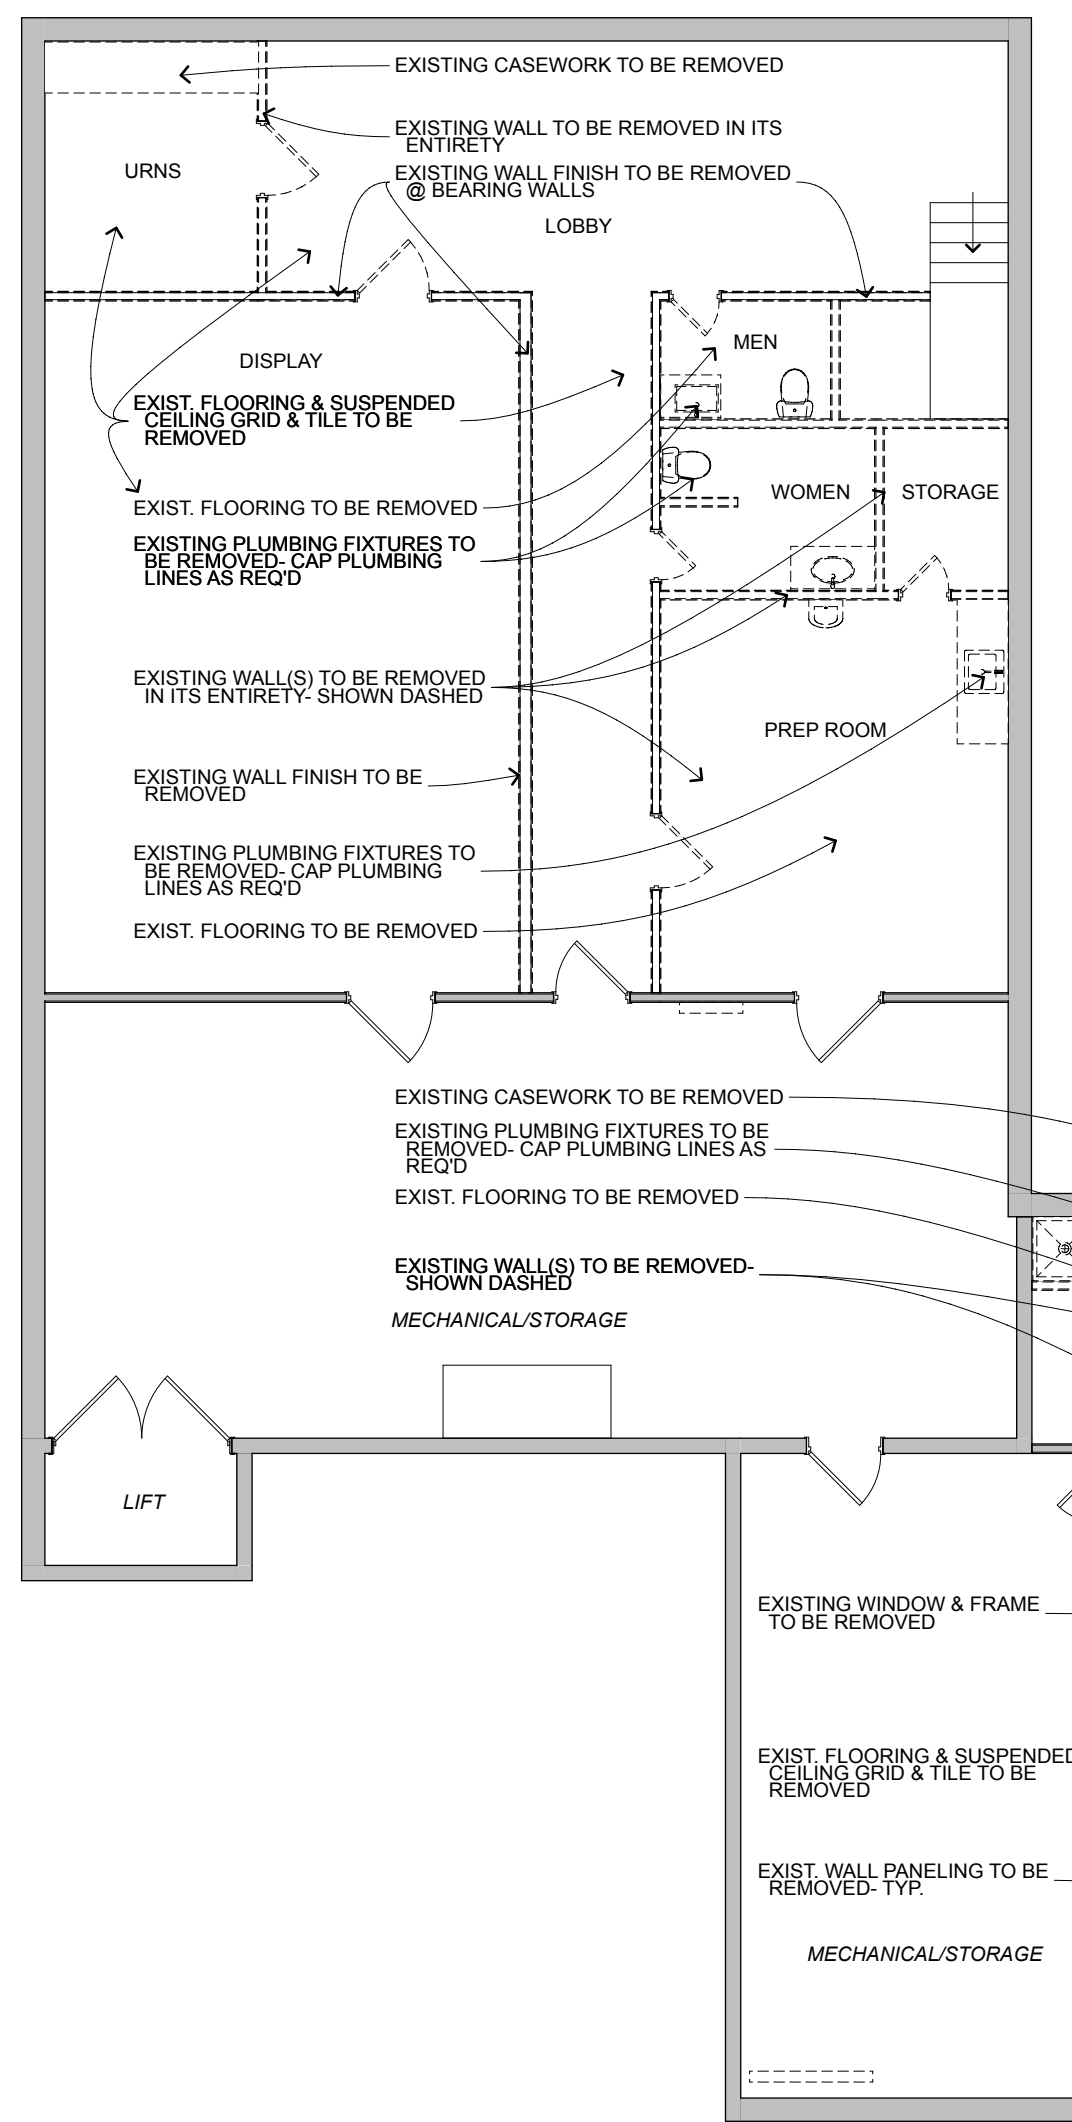 EXISTING CASEWORK TO BE REMOVED
EXISTING WALL TO BE REMOVED IN ITS
ENTIRETY
URNS
EXISTING WALL FINISH TO BE REMOVED
@ BEARING WALLS
LOBBY
MEN
DISPLAY
EXIST. FLOORING & SUSPENDED
CEILING GRID & TILE TO BE
REMOVED
WOMEN
STORAGE
EXIST. FLOORING TO BE REMOVED
EXISTING PLUMBING FIXTURES TO
BE REMOVED- CAP PLUMBING
LINES AS REQ'D
EXISTING WALL(S) TO BE REMOVED
IN ITS ENTIRETY- SHOWN DASHED
PREP ROOM
EXISTING WALL FINISH TO BE
REMOVED
EXISTING PLUMBING FIXTURES TO
BE REMOVED- CAP PLUMBING
LINES AS REQ'D
EXIST. FLOORING TO BE REMOVED
EXISTING CASEWORK TO BE REMOVED
EXISTING PLUMBING FIXTURES TO BE
REMOVED- CAP PLUMBING LINES AS
REQ'D
EXIST. FLOORING TO BE REMOVED
EXISTING WALL(S) TO BE REMOVED-
SHOWN DASHED
MECHANICAL/STORAGE
LIFT
EXISTING WINDOW & FRAME
TO BE REMOVED
EXIST. FLOORING & SUSPENDED
CEILING GRID & TILE TO BE
REMOVED
EXIST. WALL PANELING TO BE
REMOVED- TYP.
MECHANICAL/STORAGE